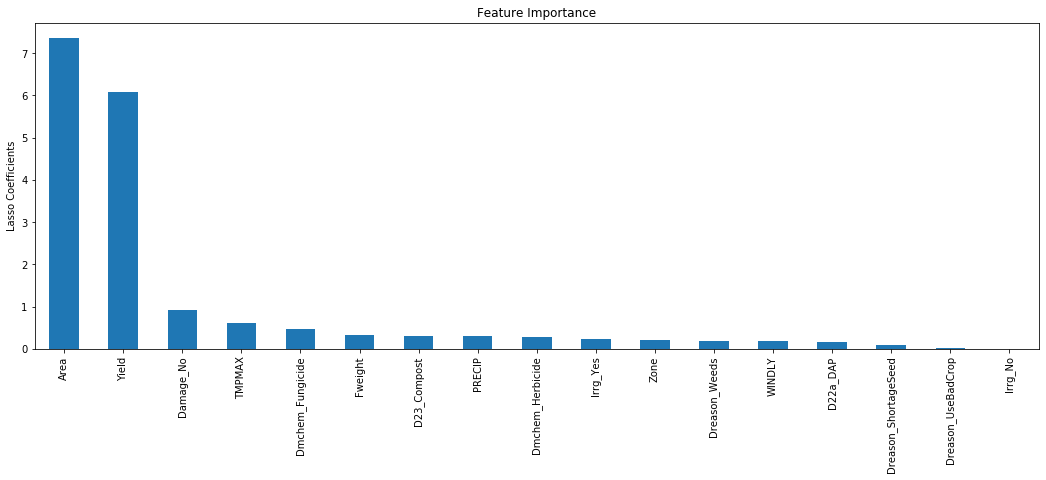 Feature Importance
Lasso Coefficients
7
6
5
4
3
2
1
0
Area
Yield
Damage_No
TMPMAX
Dmchem_Fungicide
Fweight
D23_Compost
PRECIP
Dmchem_Herbicide
Irrg_Yes
Zone
Dreason_Weeds
WINDLY
D22a_DAP
Dreason_ShortageSeed
Dreason_UseBadCrop
Irrg_No